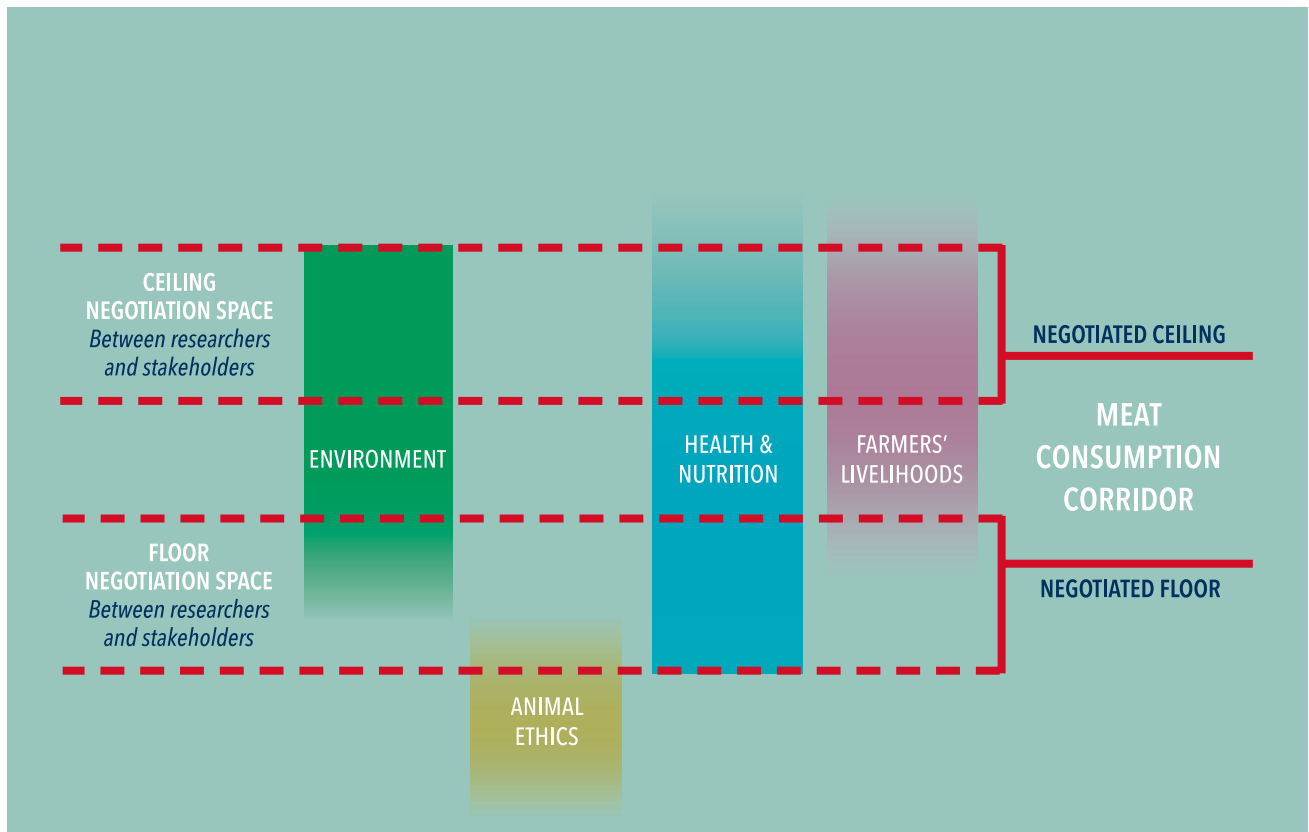 CEILING
NEGOTIATION SPACE
Between researchers
and stakeholders
NEGOTIATED CEILING
ENVIRONMENT
HEALTH &
NUTRITION
FARMERS‘
LIVELIHOODS
MEAT
CONSUMPTION
CORRIDOR
FLOOR
NEGOTIATION SPACE
Between researchers
and stakeholders
NEGOTIATED FLOOR
ANIMAL
ETHICS